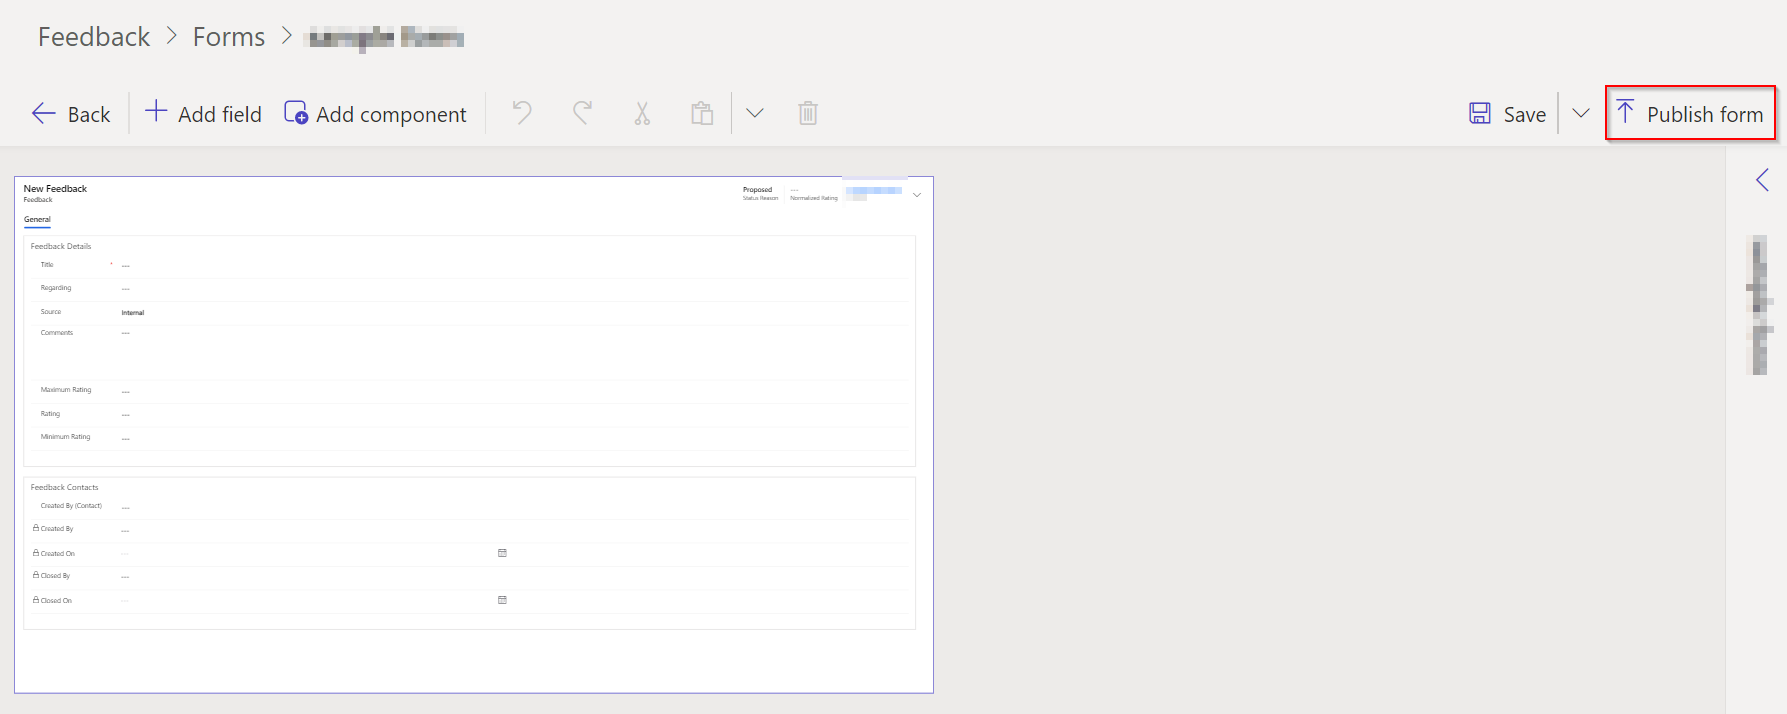 Feedback > Forms >
Back Add field Add component Save Publish form
New Feedback
Feedback
Proposed --- 
Status Reason Normalized Rating
General
Feedback Details
Title * ---
Regarding ---
Source Internal
Comments ---
Maximum Rating ---
Rating ---
Minimum Rating ---
Feedback Contacts
Created By (Contact) ---
Created By ---
Created On ---
Closed By ---
Closed On ---